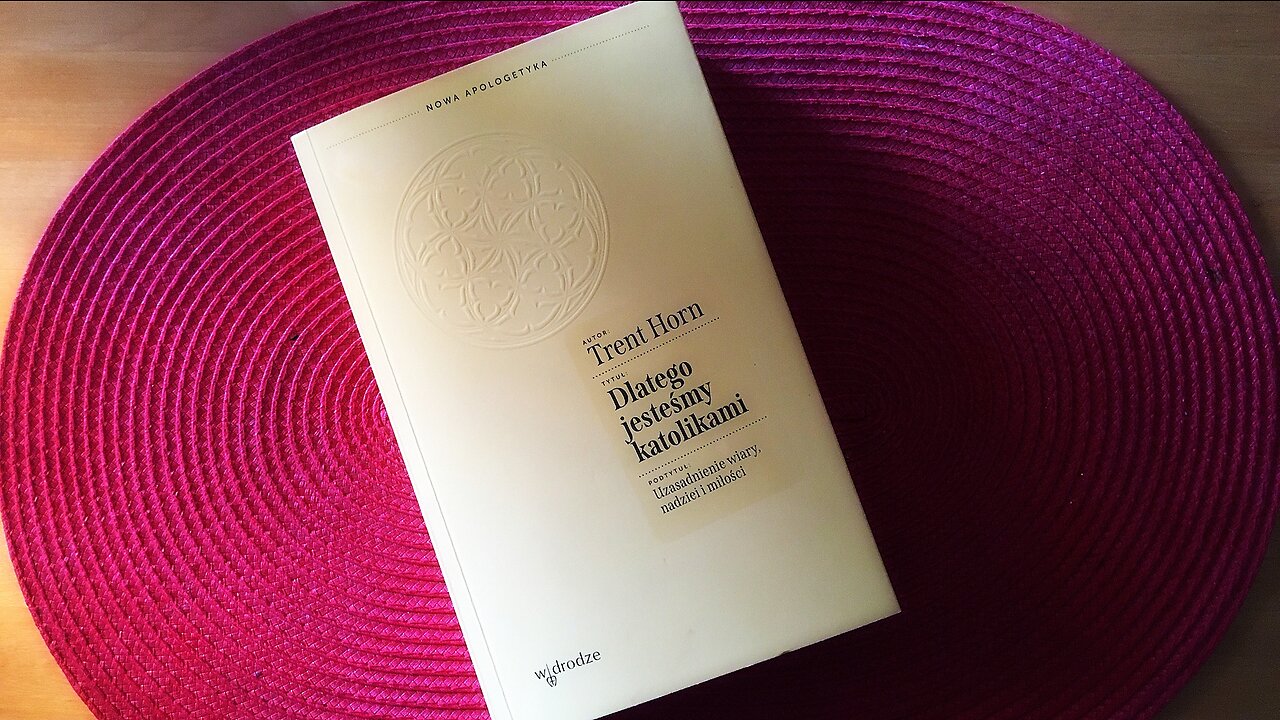 NOWA APOLOGETYKA
AUTOR:
Trent Horn
TYTUŁ:
Dlatego
jesteśmy
katolikami
PODTYTUŁ:
Uzasadnienie wiary,
nadziei i miłości
w drodze